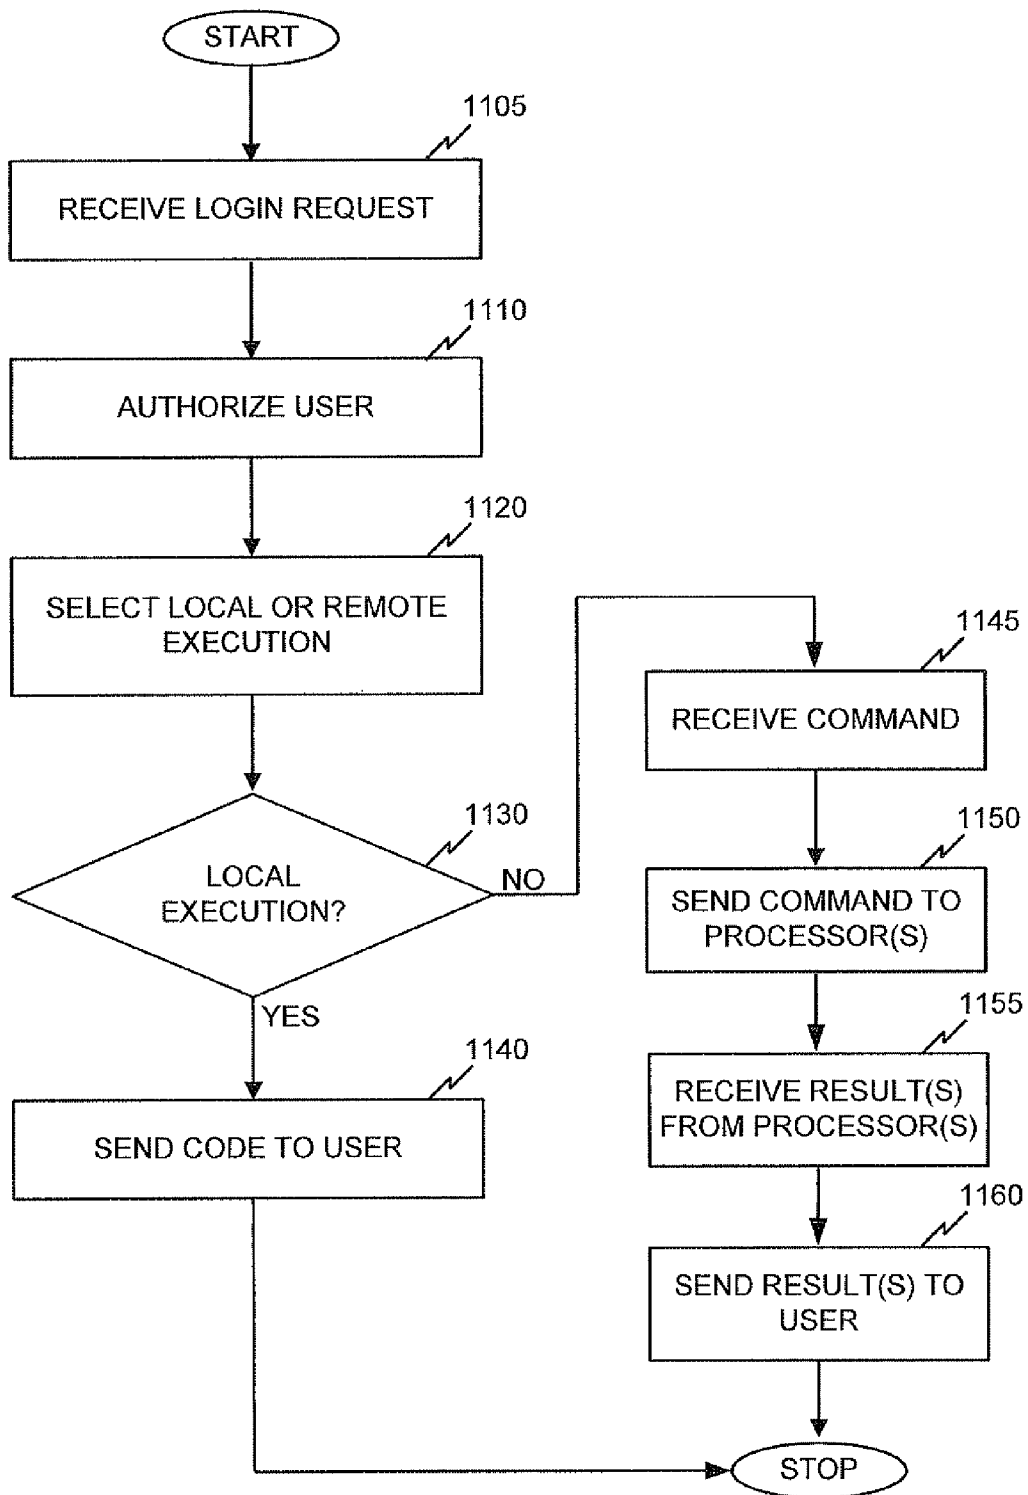 START
1105
RECEIVE LOGIN REQUEST
1110
AUTHORIZE USER
1120
SELECT LOCAL OR REMOTE
EXECUTION
1130
LOCAL
EXECUTION?
NO
YES
1140
SEND CODE TO USER
1145
RECEIVE COMMAND
1150
SEND COMMAND TO
PROCESSOR(S)
1155
RECEIVE RESULT(S)
FROM PROCESSOR(S)
1160
SEND RESULT(S) TO
USER
STOP